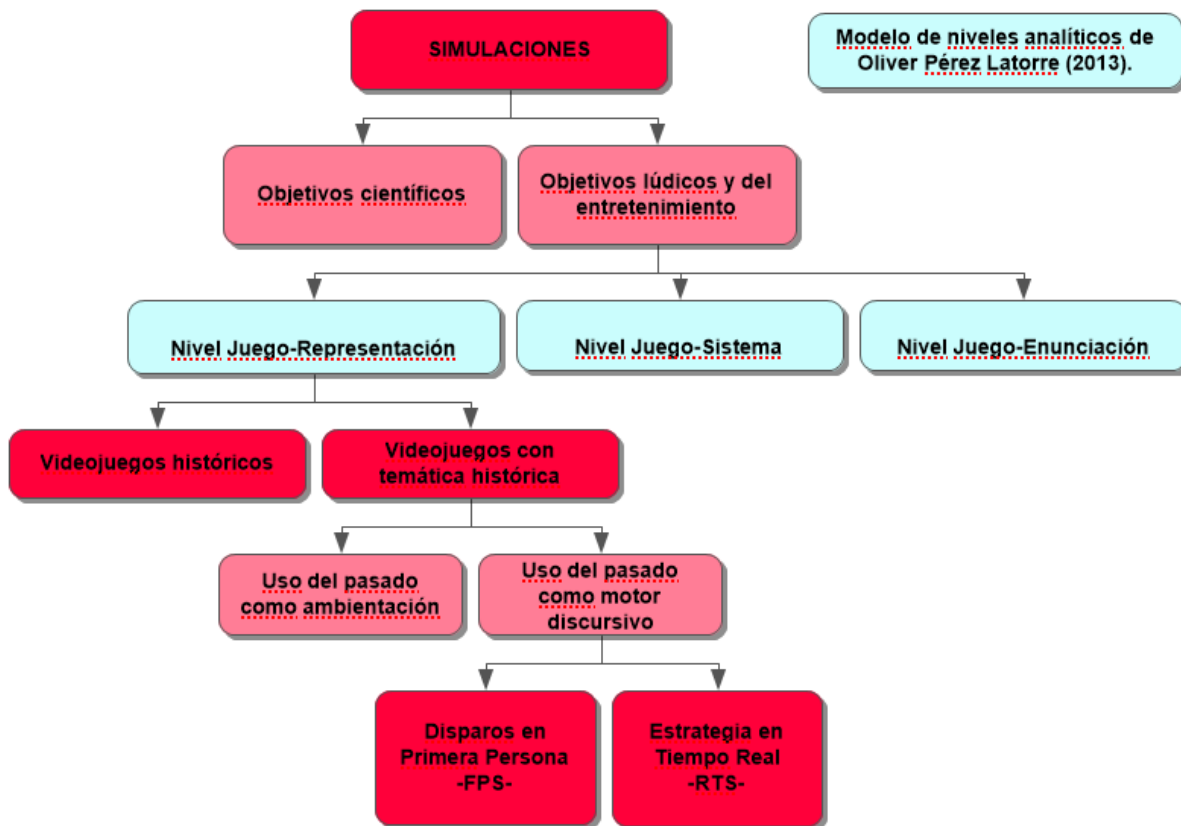 SIMULACIONES
Modelo de niveles analíticos de
Oliver Pérez Latorre (2013).
Objetivos científicos
Objetivos lúdicos y del
entretenimiento
Nivel Juego-Representación
Nivel Juego-Sistema
Nivel Juego-Enunciación
Videojuegos históricos
Videojuegos con
temática histórica
Uso del pasado
como ambientación
Uso del pasado
como motor
discursivo
Disparos en
Primera Persona
-FPS-
Estrategia en
Tiempo Real
-RTS-